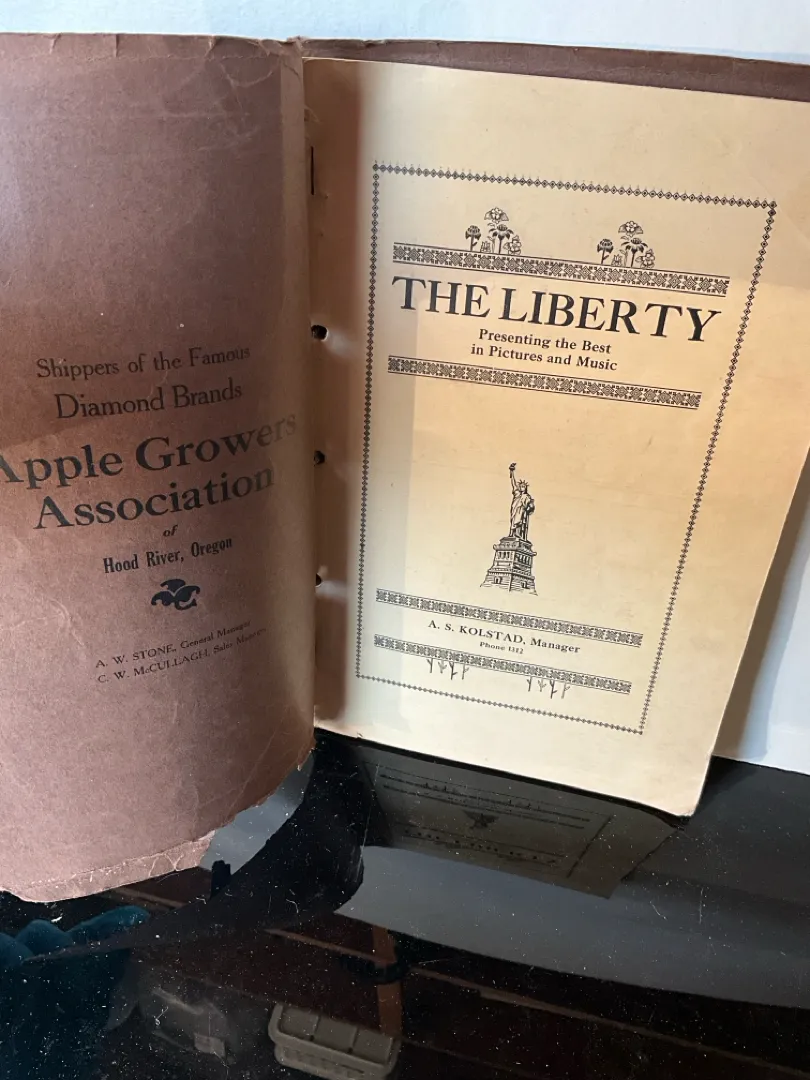 Shippers of the Famous
Diamond Brands
Apple Growers
Association
of
Hood River, Oregon
A. W. STONE, General Manager
C. W. McCULLAGH, Sales Manager
THE LIBERTY
Presenting the Best
in Pictures and Music
A. S. KOLSTAD, Manager
Phone 1312